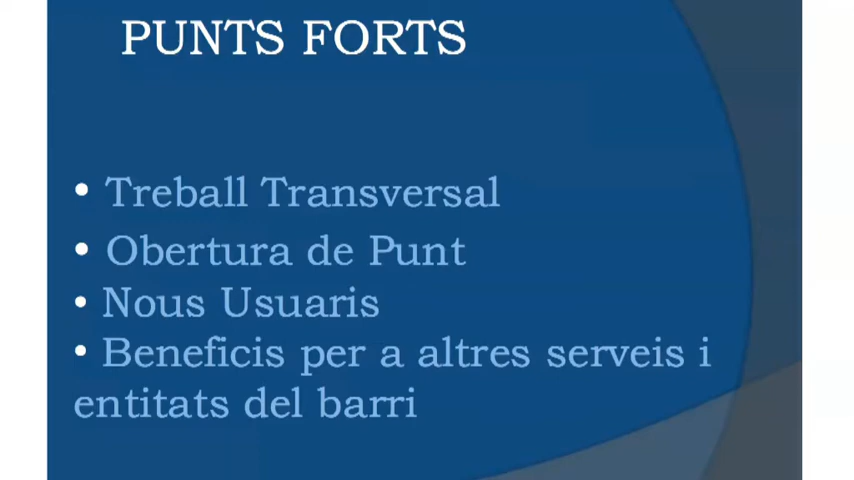 PUNTS FORTS
• Treball Transversal
• Obertura de Punt
• Nous Usuaris
• Beneficis per a altres serveis i
entitats del barri